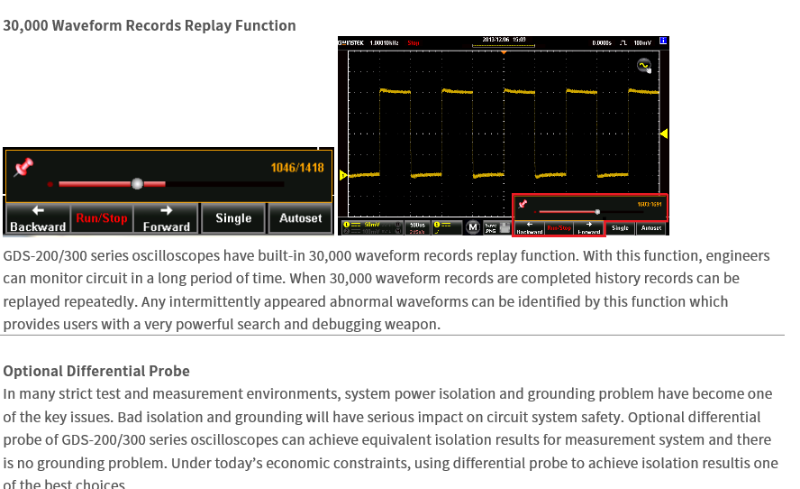 30,000 Waveform Records Replay Function
GWINSTEK
Stop
2013-12-06 15:03
0.0000s
100mV
1046/1418
Backward
Run/Stop
Forward
Single
Autoset
M
Backward
Run/Stop
Forward
Single
Autoset
GDS-200/300 series oscilloscopes have built-in 30,000 waveform records replay function. With this function, engineers
can monitor circuit in a long period of time. When 30,000 waveform records are completed history records can be
replayed repeatedly. Any intermittently appeared abnormal waveforms can be identified by this function which
provides users with a very powerful search and debugging weapon.
Optional Differential Probe
In many strict test and measurement environments, system power isolation and grounding problem have become one
of the key issues. Bad isolation and grounding will have serious impact on circuit system safety. Optional differential
probe of GDS-200/300 series oscilloscopes can achieve equivalent isolation results for measurement system and there
is no grounding problem. Under today’s economic constraints, using differential probe to achieve isolation resultis one
of the best choices